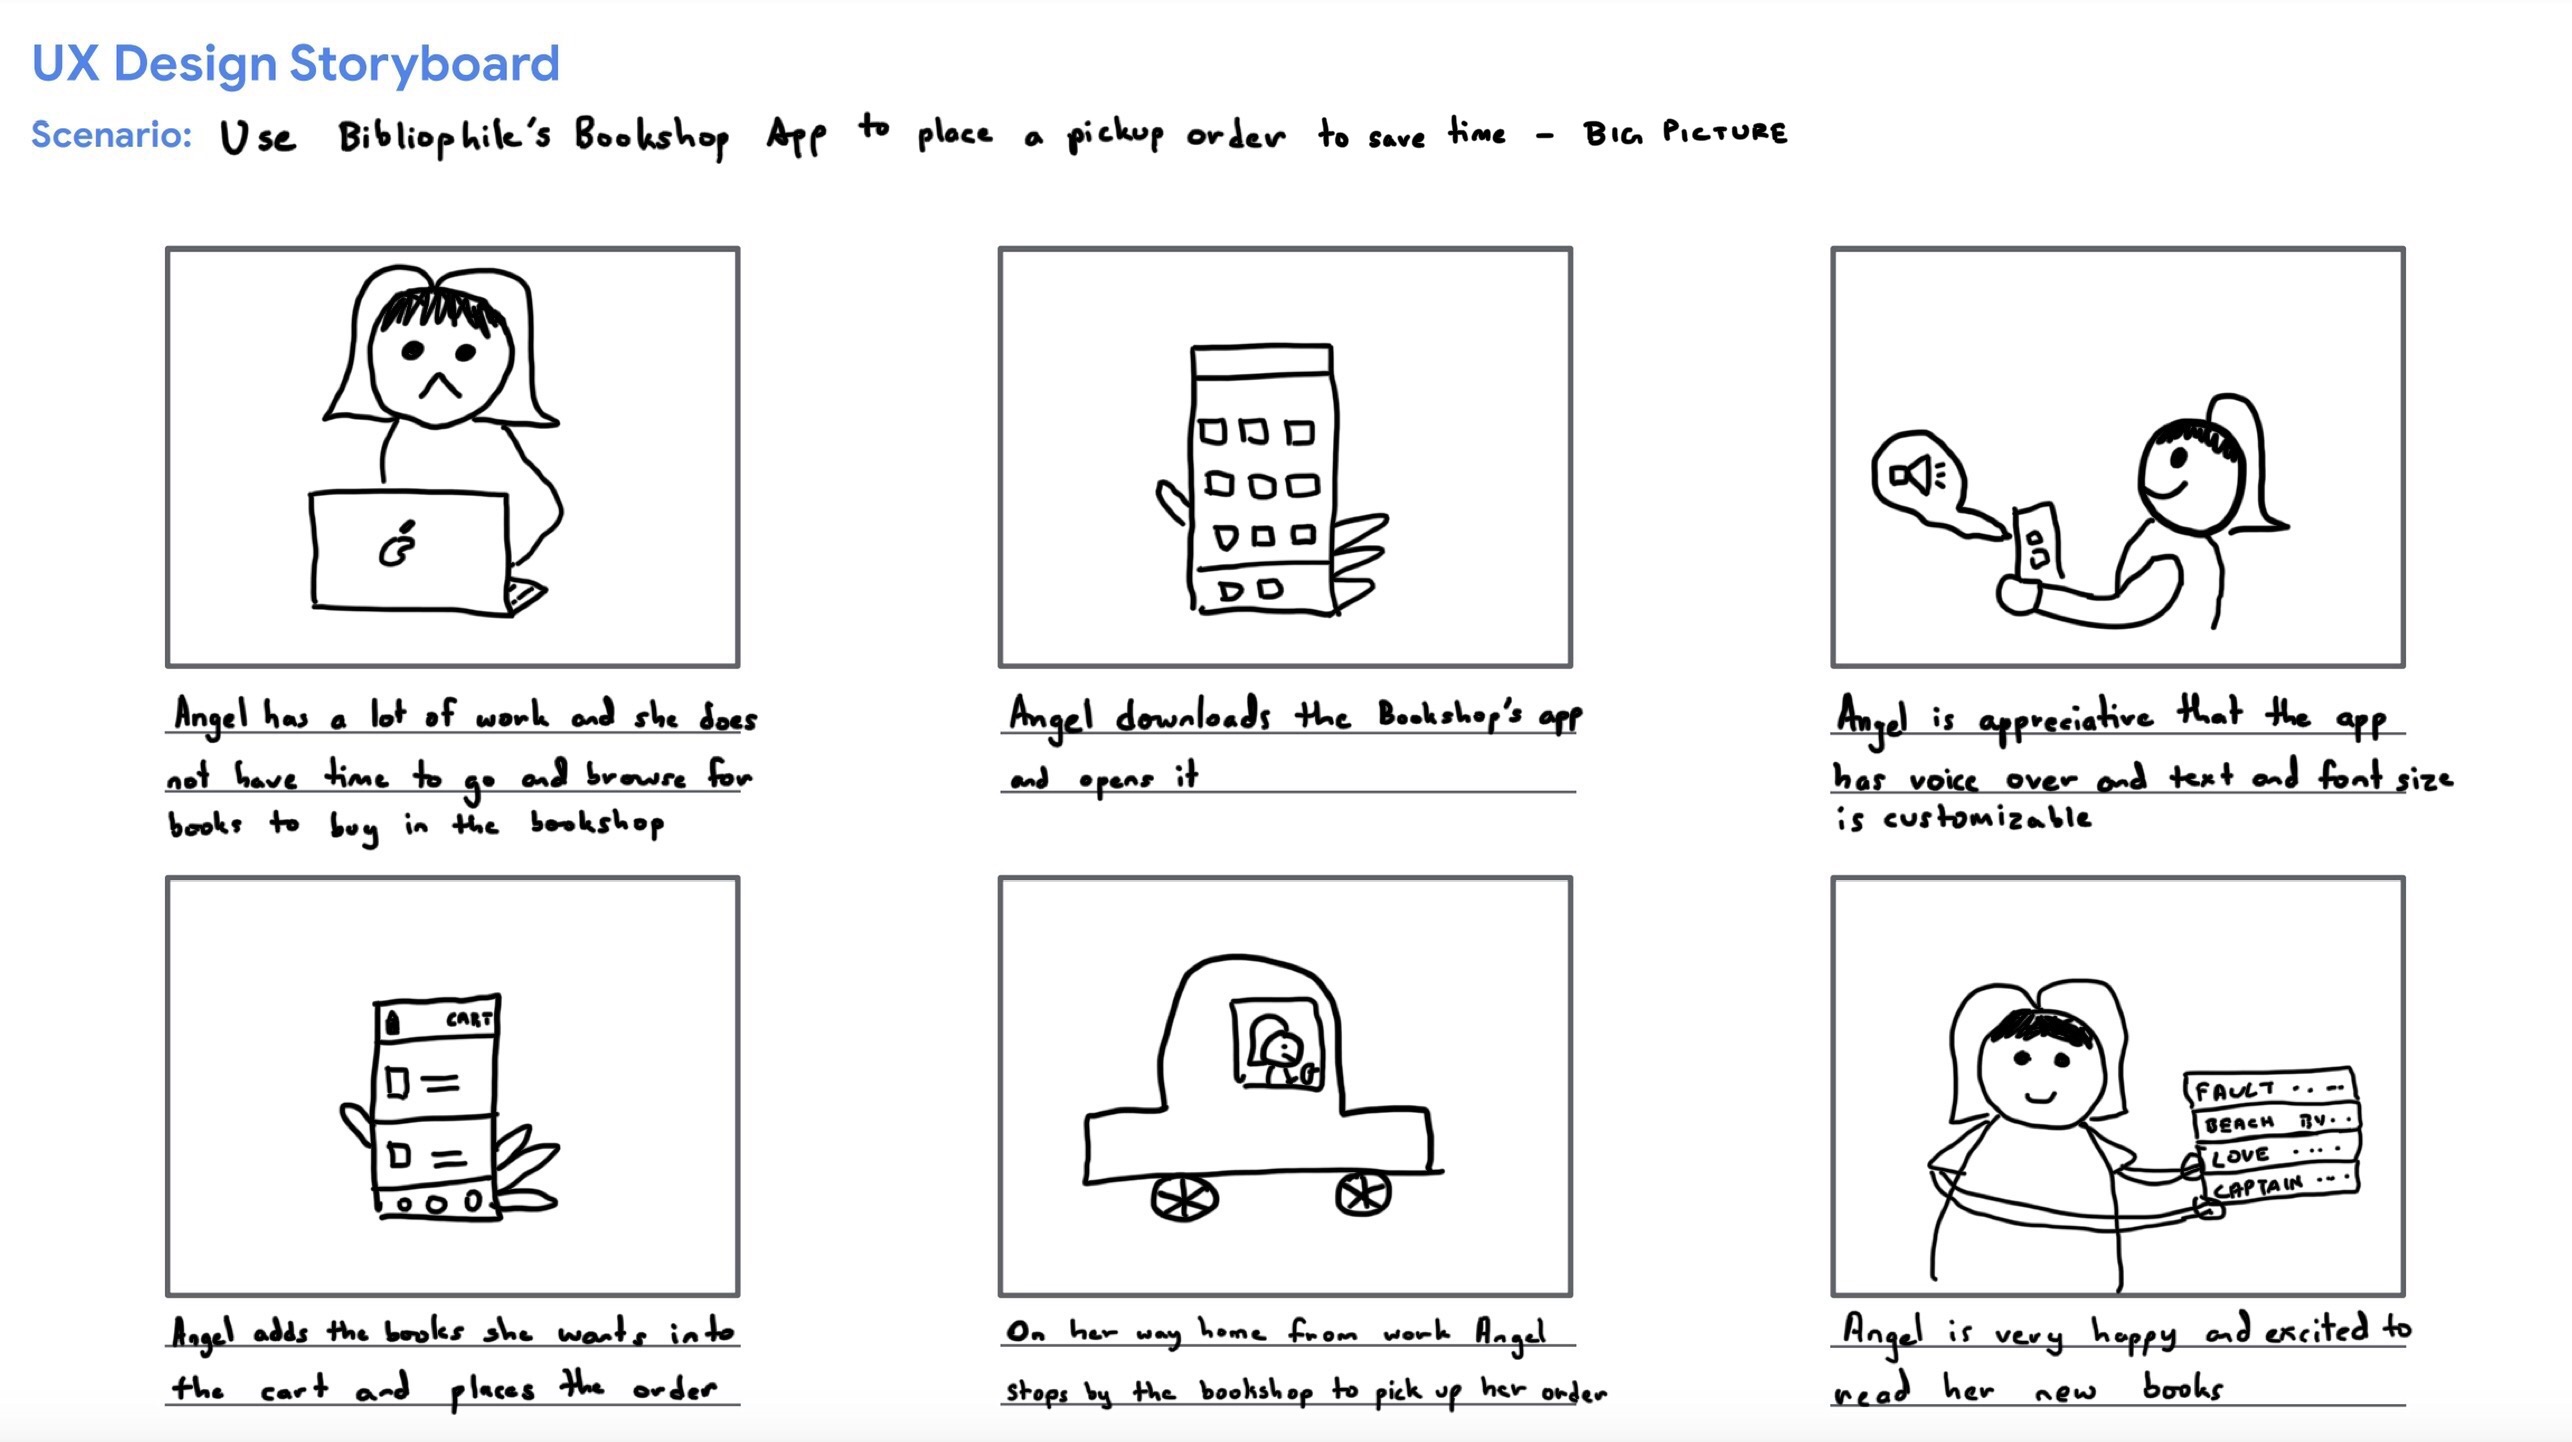 UX Design Storyboard
Scenario: Use Bibliophile's Bookshop App to place a pickup order to save time - BIG PICTURE
Angel has a lot of work and she does
not have time to go and browse for
books to buy in the bookshop
Angel downloads the Bookshop's app
and opens it
Angel is appreciative that the app
has voice over and text and font size
is customizable
CART
Angel adds the books she wants into
the cart and places the order
On her way home from work Angel
stops by the bookshop to pick up her order
FAULT .. --
BEACH BV..
LOVE ....
CAPTAIN --.
Angel is very happy and excited to
read her new books